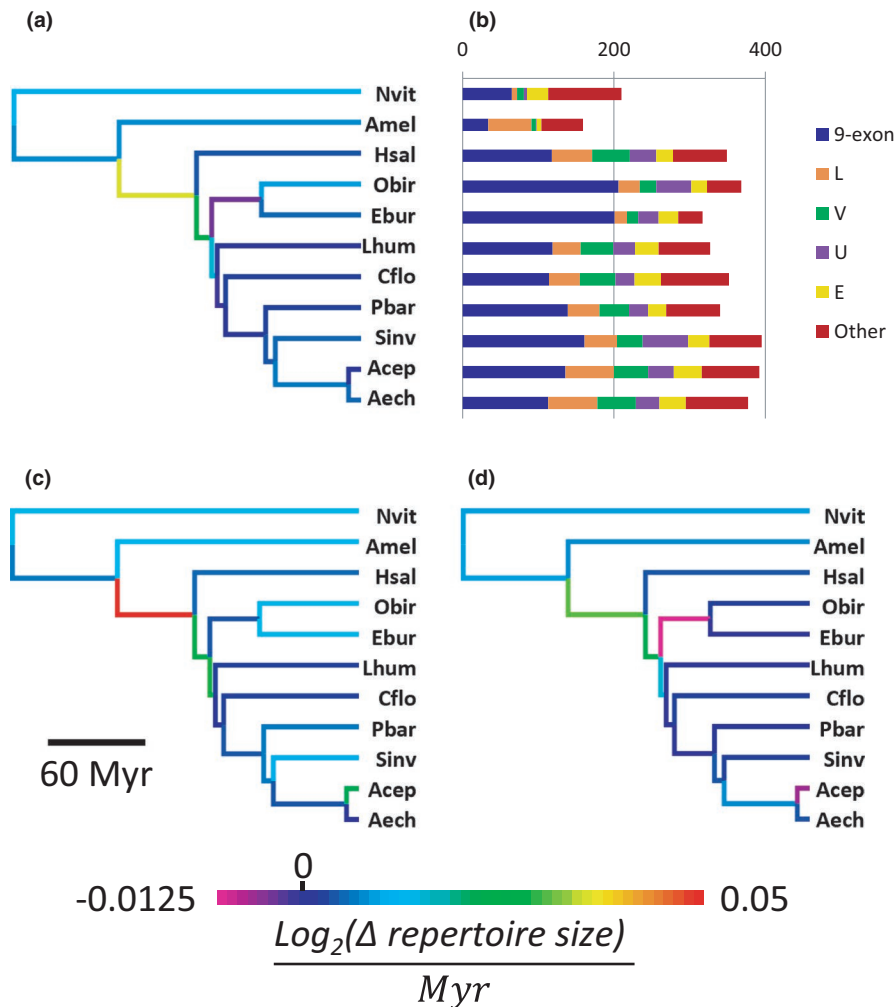 (a)
Nvit
Amel
Hsal
Obir
Ebur
Lhum
Cflo
Pbar
Sinv
Acep
Aech
(b)
0 200 400
9-exon
L
V
U
E
Other
(c)
Nvit
Amel
Hsal
Obir
Ebur
Lhum
Cflo
Pbar
Sinv
Acep
Aech
60 Myr
(d)
Nvit
Amel
Hsal
Obir
Ebur
Lhum
Cflo
Pbar
Sinv
Acep
Aech
0
-0.0125 0.05
Log₂(Δ repertoire size)
Myr